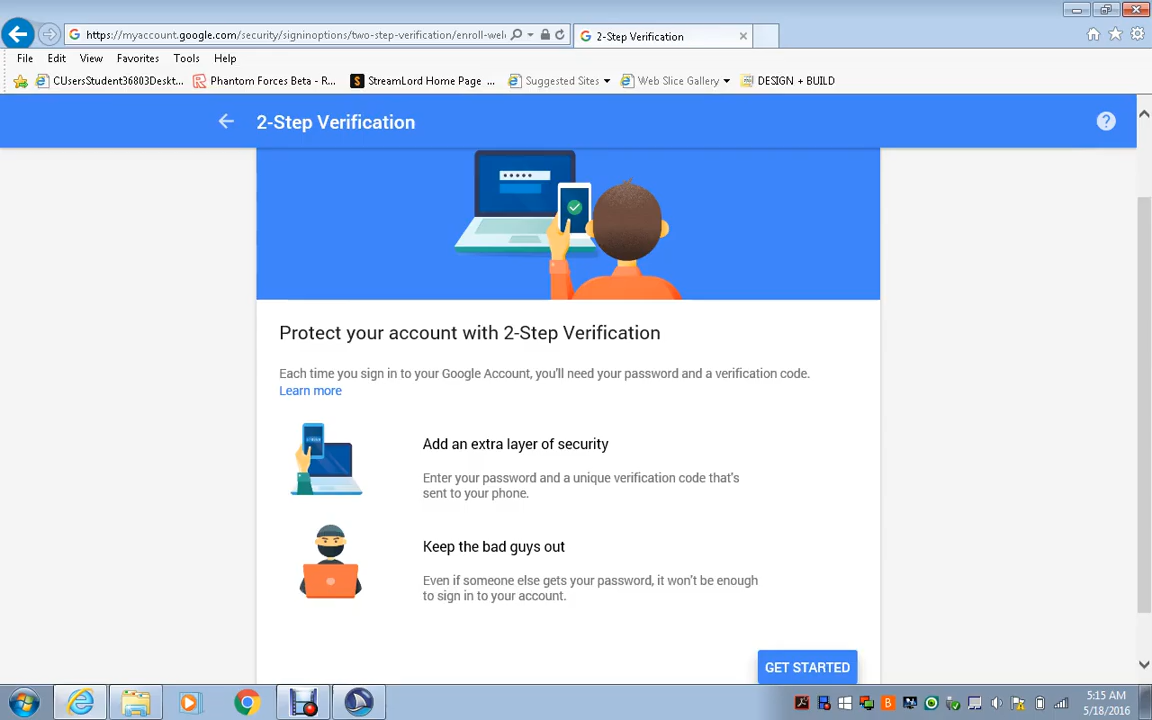 https://myaccount.google.com/security/signinoptions/two-step-verification/enroll-wel
2-Step Verification
File Edit View Favorites Tools Help
CUsersStudent36803Deskt... Phantom Forces Beta - R... StreamLord Home Page ... Suggested Sites Web Slice Gallery DESIGN + BUILD
2-Step Verification
Protect your account with 2-Step Verification
Each time you sign in to your Google Account, you'll need your password and a verification code.
Learn more
Add an extra layer of security
Enter your password and a unique verification code that's
sent to your phone.
Keep the bad guys out
Even if someone else gets your password, it won't be enough
to sign in to your account.
GET STARTED
5:15 AM
5/18/2016